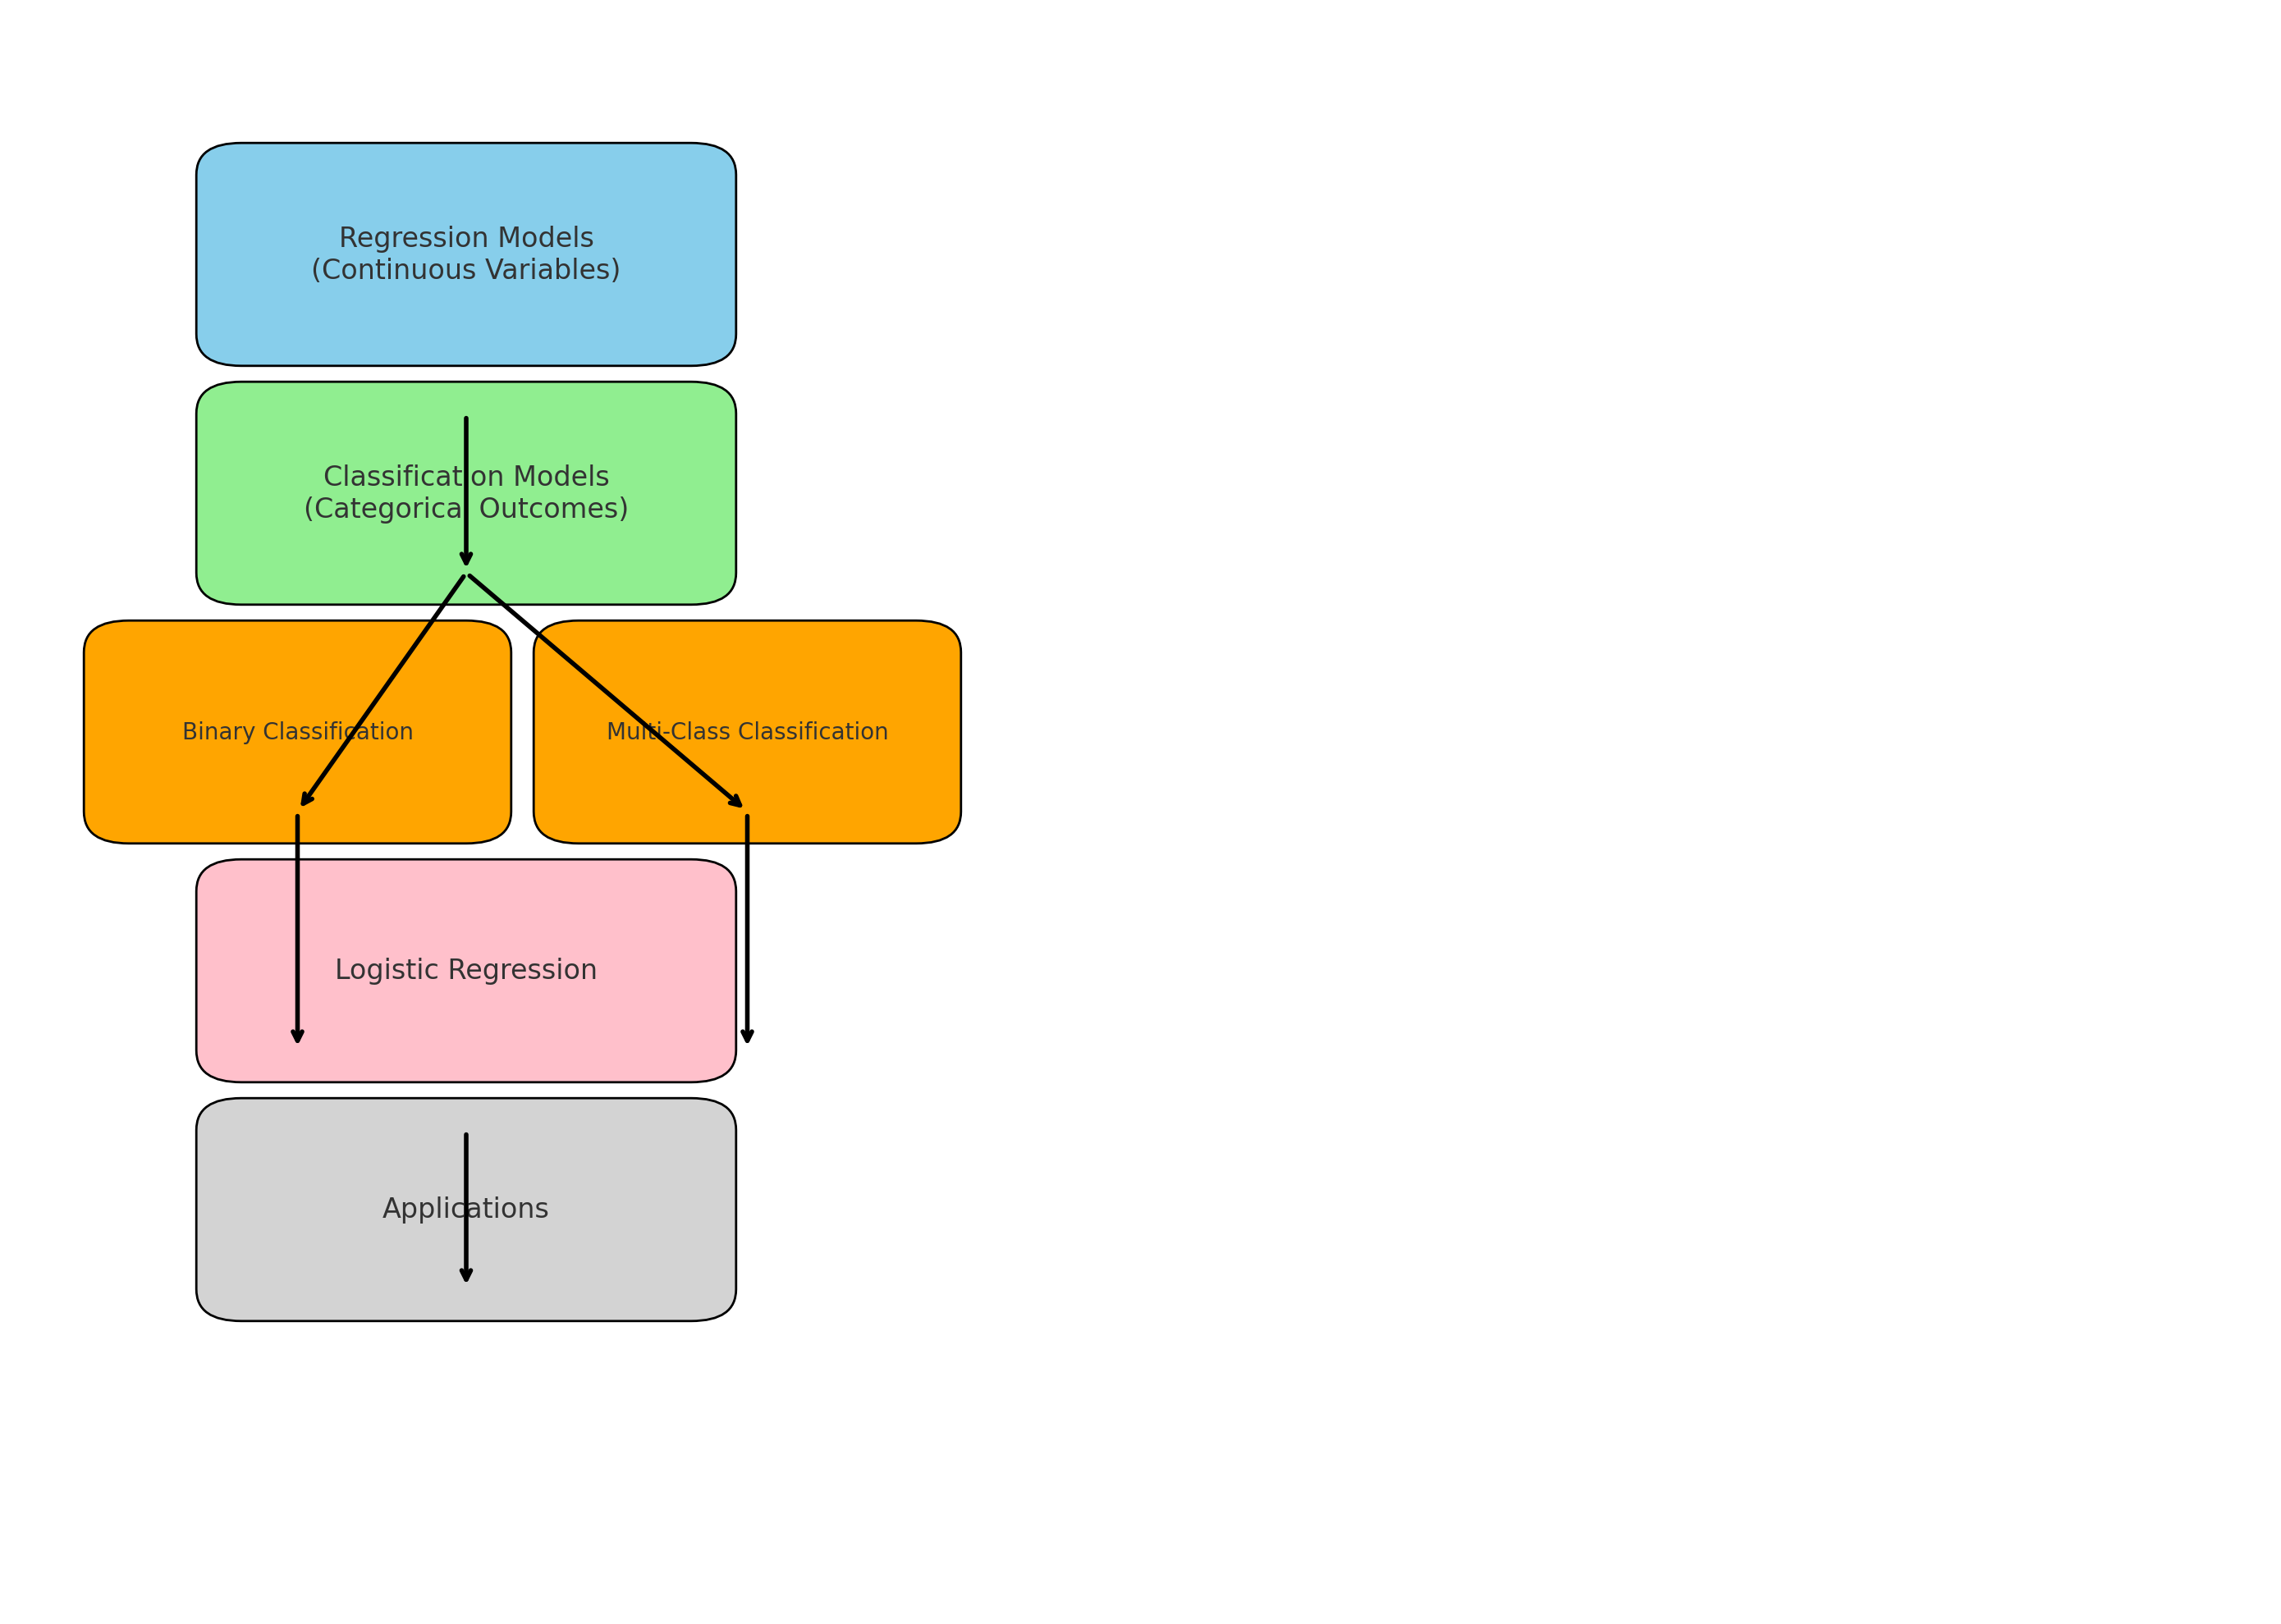 Regression Models
(Continuous Variables)
Classification Models
(Categorical Outcomes)
Binary Classification
Multi-Class Classification
Logistic Regression
Applications